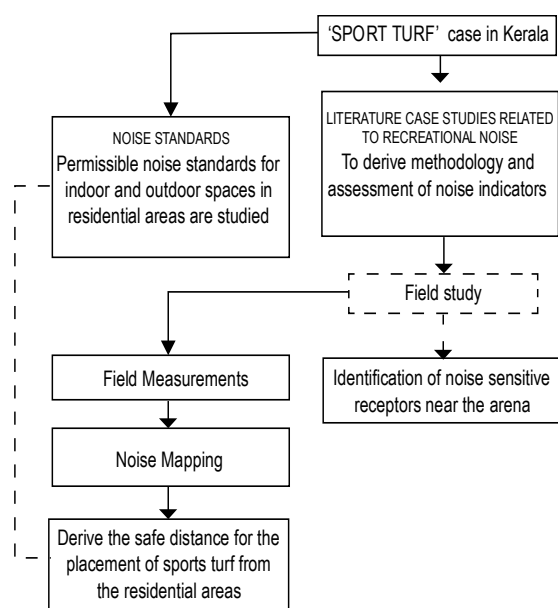 ‘SPORT TURF’ case in Kerala
NOISE STANDARDS
Permissible noise standards for
indoor and outdoor spaces in
residential areas are studied
LITERATURE CASE STUDIES RELATED
TO RECREATIONAL NOISE
To derive methodology and
assessment of noise indicators
Field study
Field Measurements
Identification of noise sensitive
receptors near the arena
Noise Mapping
Derive the safe distance for the
placement of sports turf from
the residential areas